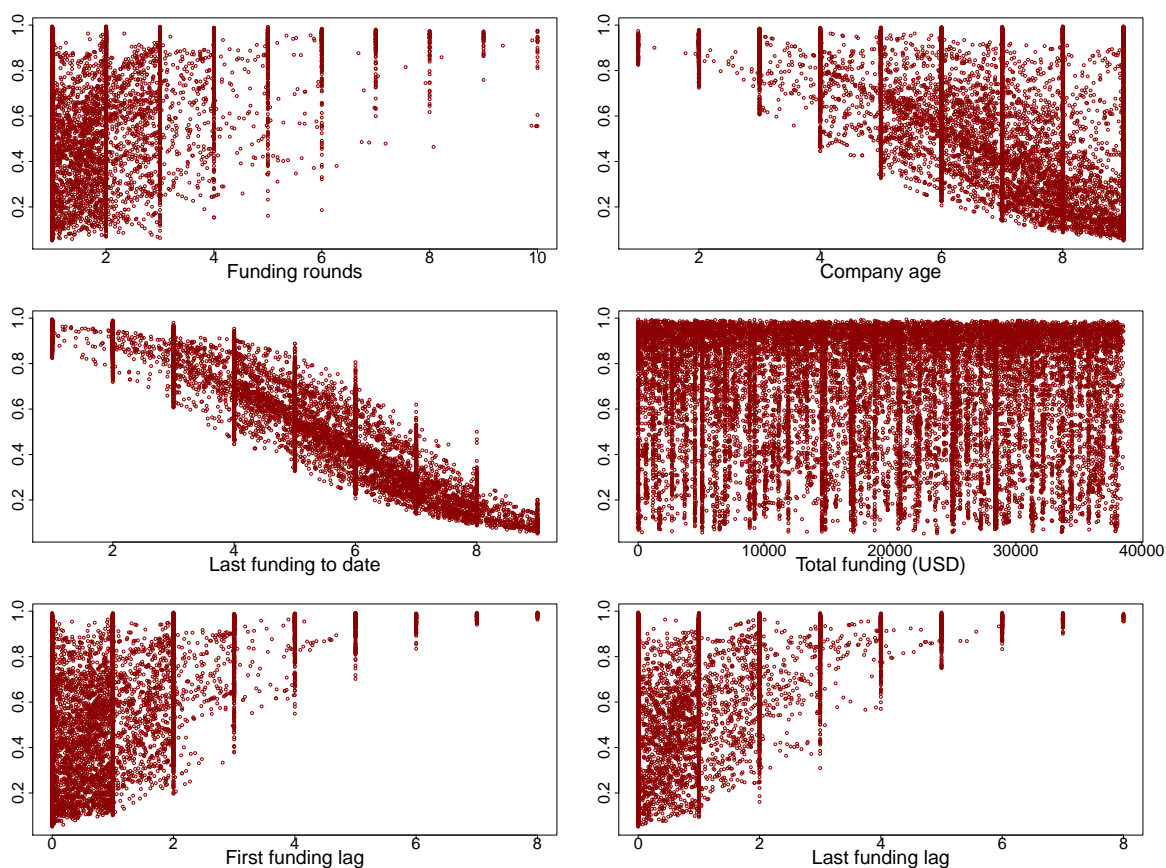 1.0
0.8
0.6
0.4
0.2
2 4 6 8 10
Funding rounds
1.0
0.8
0.6
0.4
0.2
2 4 6 8
Company age
1.0
0.8
0.6
0.4
0.2
2 4 6 8
Last funding to date
1.0
0.8
0.6
0.4
0.2
0 10000 20000 30000 40000
Total funding (USD)
1.0
0.8
0.6
0.4
0.2
0 2 4 6 8
First funding lag
1.0
0.8
0.6
0.4
0.2
0 2 4 6 8
Last funding lag